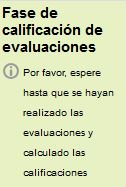 Fase de
calificación de
evaluaciones
Por favor, espere
hasta que se hayan
realizado las
evaluaciones y
calculado las
calificaciones